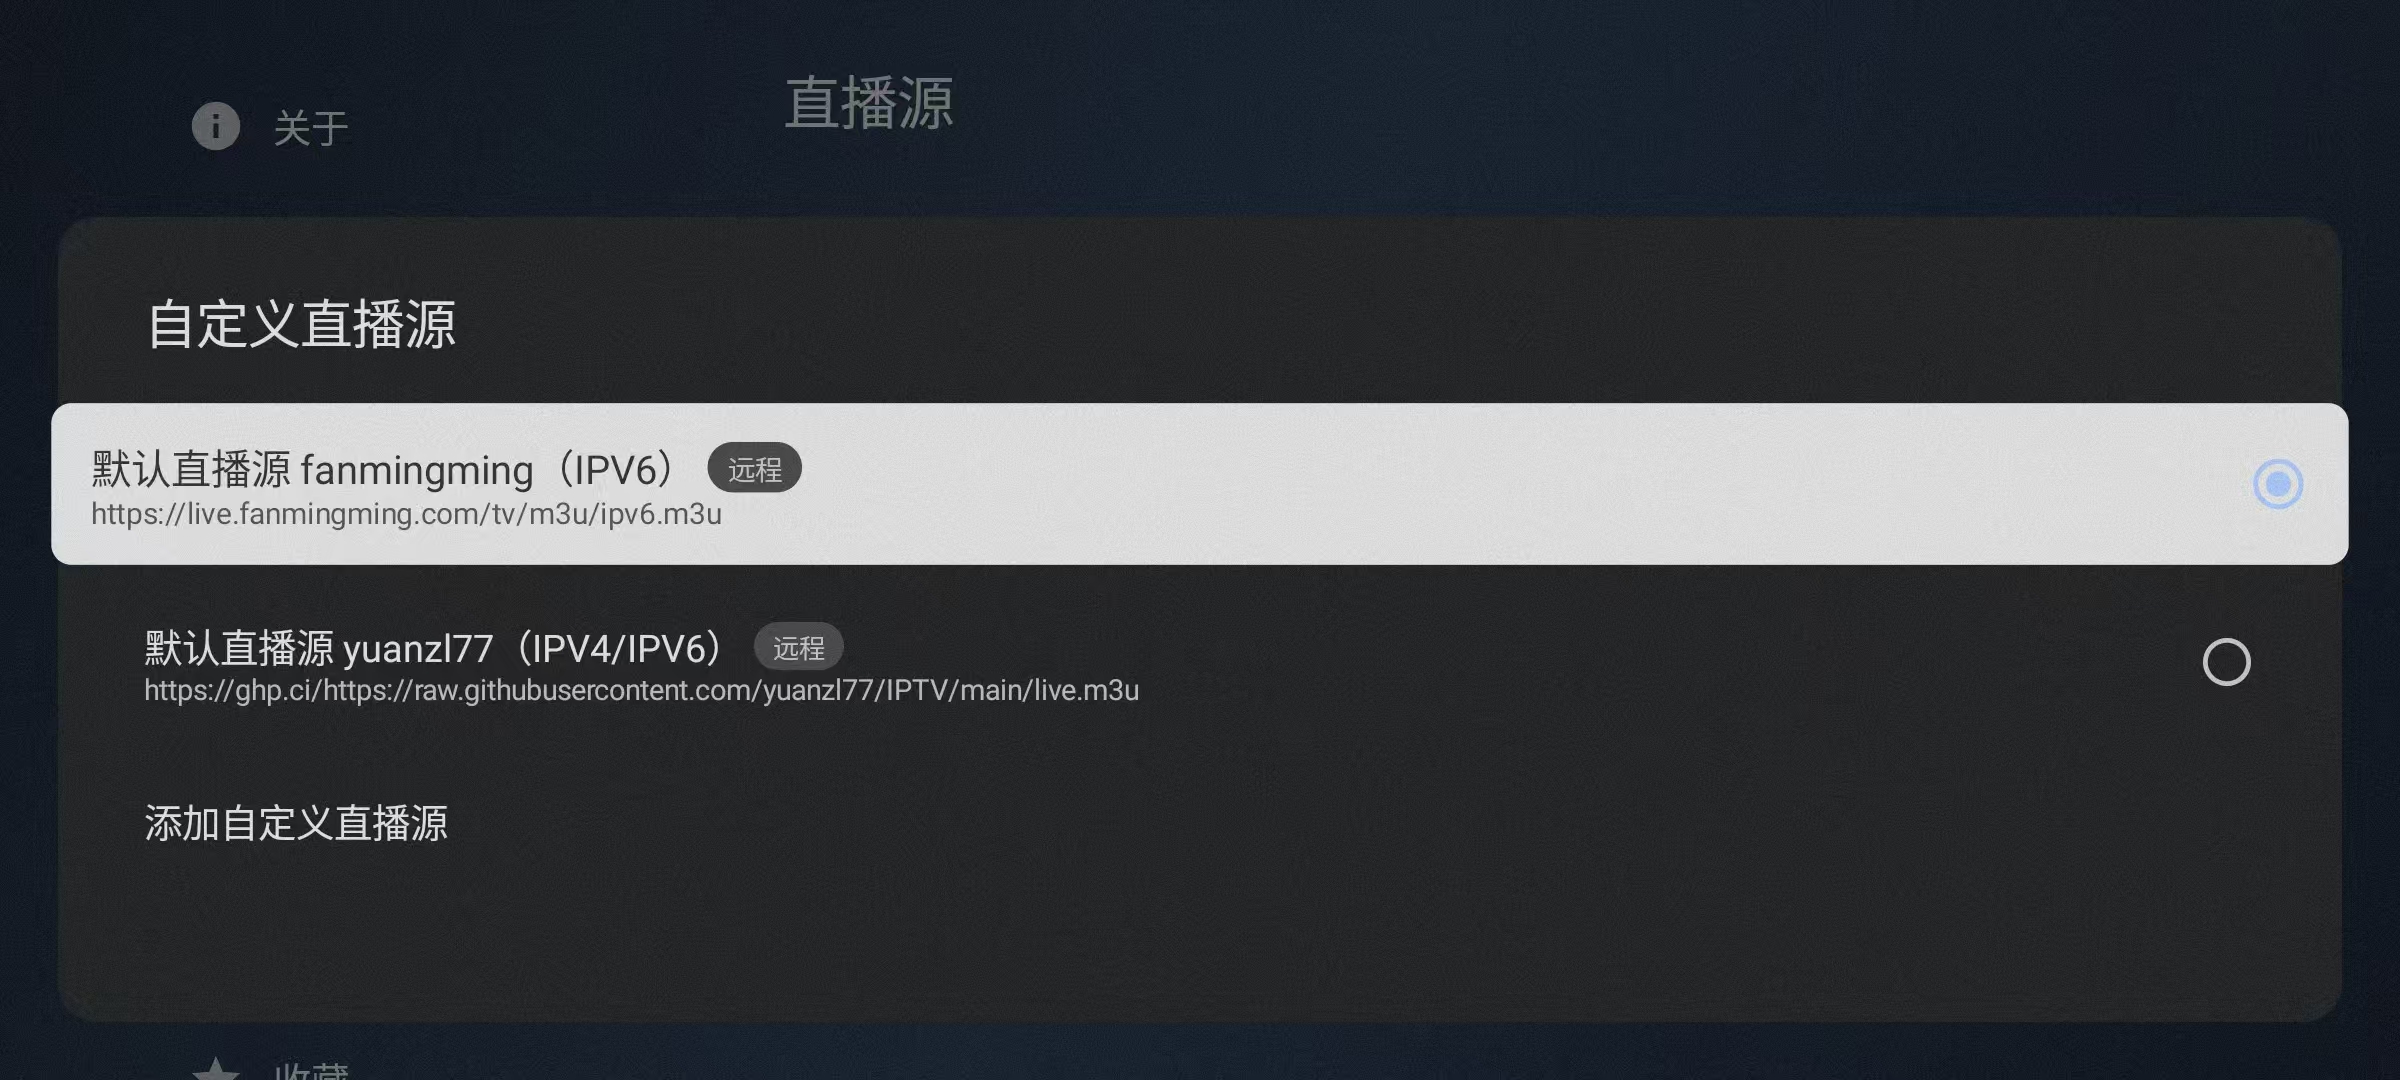 关于
直播源
自定义直播源
默认直播源 fanmingming（IPV6） 远程
https://live.fanmingming.com/tv/m3u/ipv6.m3u
默认直播源 yuanzl77（IPV4/IPV6） 远程
https://ghp.ci/https://raw.githubusercontent.com/yuanzl77/IPTV/main/live.m3u
添加自定义直播源
收藏